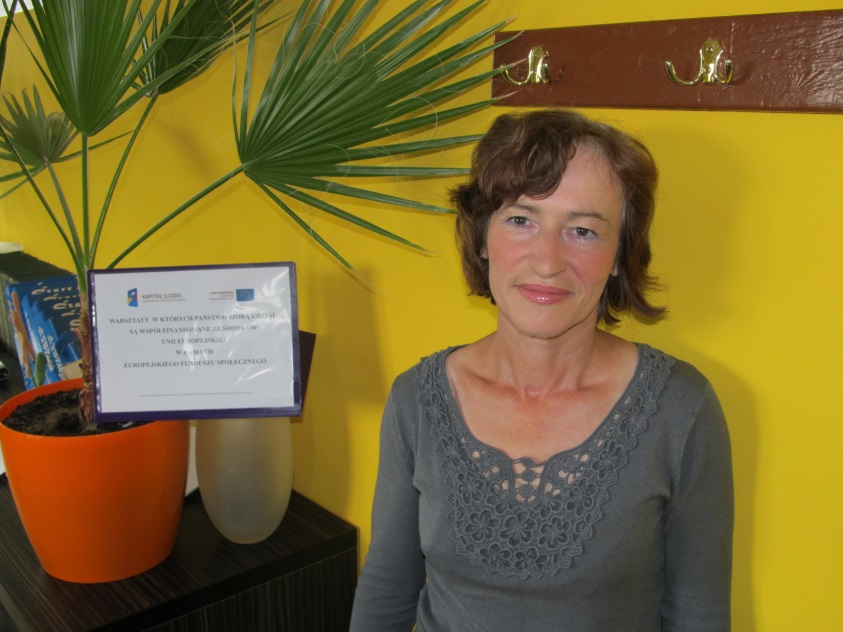 KAPITAŁ LUDZKI
WARSZTATY W KTÓRYCH PAŃSTWO BIORĄ UDZIAŁ
SĄ WSPÓŁFINANSOWANE ZE ŚRODKÓW
UNII EUROPEJSKIEJ
W RAMACH
EUROPEJSKIEGO FUNDUSZU SPOŁECZNEGO